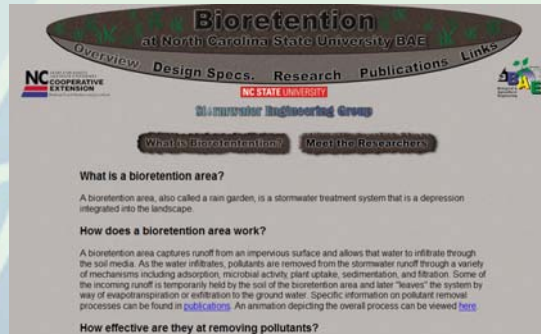 Bioretention
at North Carolina State University BAE
Overview Design Specs. Research Publications Links
NC COOPERATIVE
EXTENSION
NC STATE UNIVERSITY
BAE
Stormwater Engineering Group
What is Biorentention? Meet the Researchers
What is a bioretention area?
A bioretention area, also called a rain garden, is a stormwater treatment system that is a depression
integrated into the landscape.
How does a bioretention area work?
A bioretention area captures runoff from an impervious surface and allows that water to infiltrate through
the soil media. As the water infiltrates, pollutants are removed from the stormwater runoff through a variety
of mechanisms including adsorption, microbial activity, plant uptake, sedimentation, and filtration. Some of
the incoming runoff is temporarily held by the soil of the bioretention area and later "leaves" the system by
way of evapotranspiration or exfiltration to the ground water. Specific information on pollutant removal
processes can be found in publications. An animation depicting the overall process can be viewed here.
How effective are they at removing pollutants?